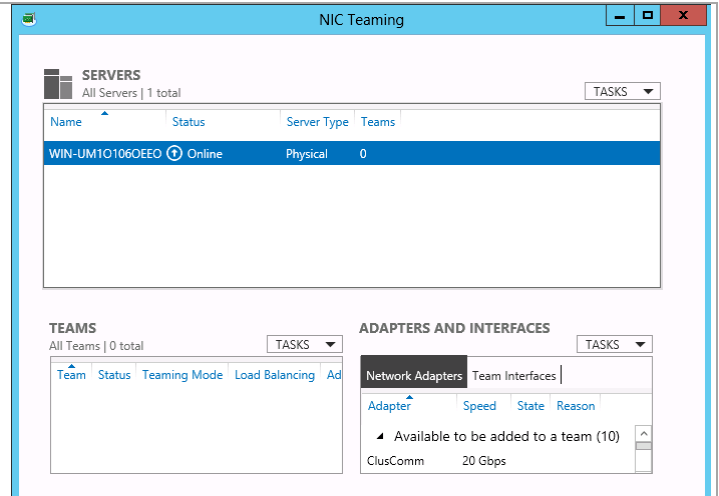 NIC Teaming
SERVERS
All Servers | 1 total
TASKS
Name Status Server Type Teams
WIN-UM1O106OEEO Online Physical 0
TEAMS
All Teams | 0 total
TASKS
Team Status Teaming Mode Load Balancing Ad
ADAPTERS AND INTERFACES
TASKS
Network Adapters Team Interfaces
Adapter Speed State Reason
Available to be added to a team (10)
ClusComm 20 Gbps